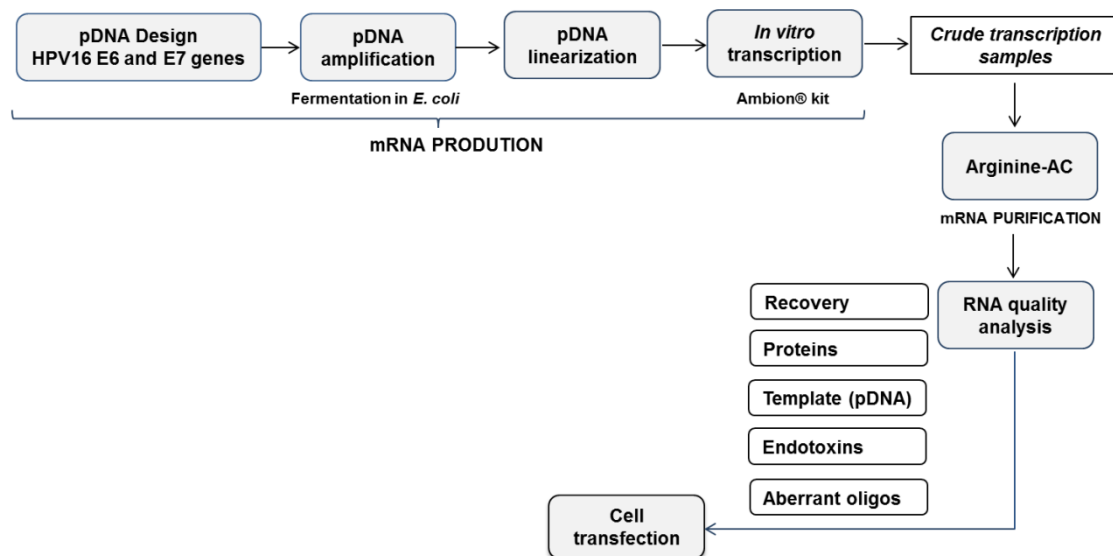 pDNA Design
HPV16 E6 and E7 genes
pDNA
amplification
pDNA
linearization
In vitro
transcription
Crude transcription
samples
Fermentation in E. coli
Ambion® kit
mRNA PRODUTION
Arginine-AC
mRNA PURIFICATION
RNA quality
analysis
Recovery
Proteins
Template (pDNA)
Endotoxins
Aberrant oligos
Cell
transfection